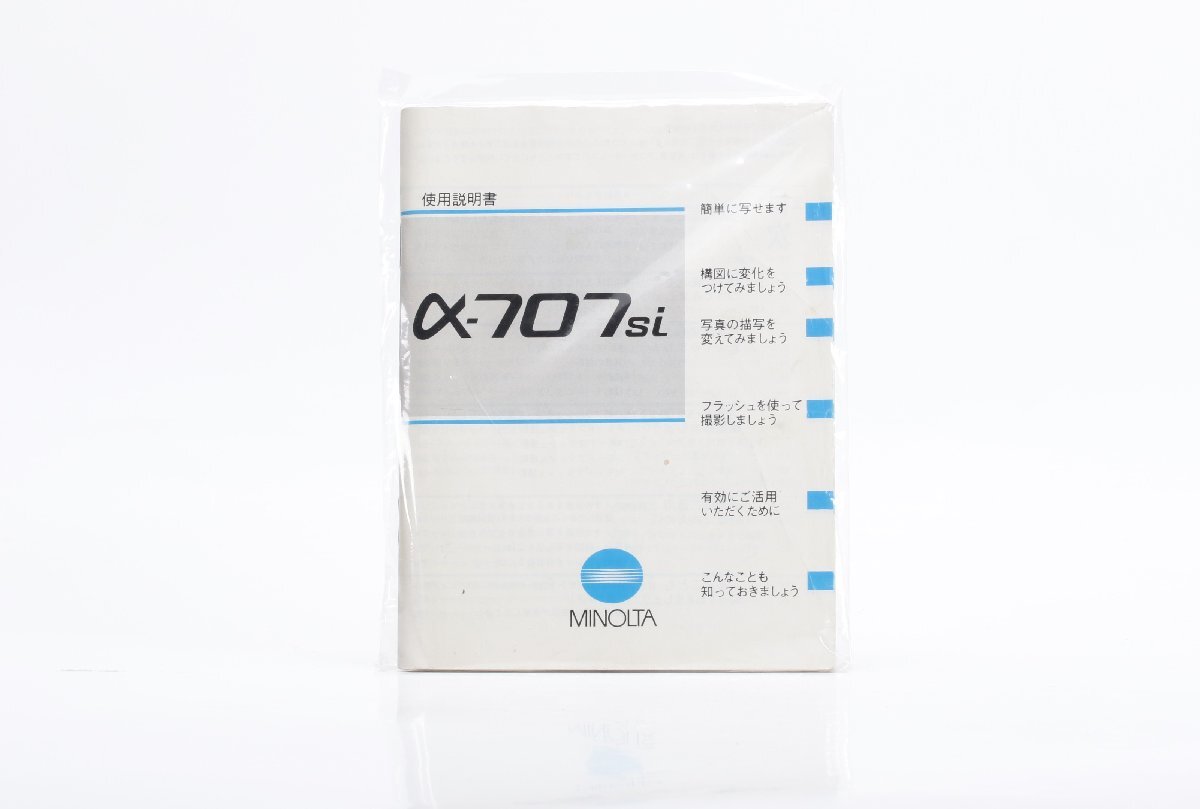 使用説明書
α-707si
簡単に写せます
構図に変化を
つけてみましょう
写真の描写を
変えてみましょう
フラッシュを使って
撮影しましょう
有効にご活用
いただくために
こんなことも
知っておきましょう
MINOLTA